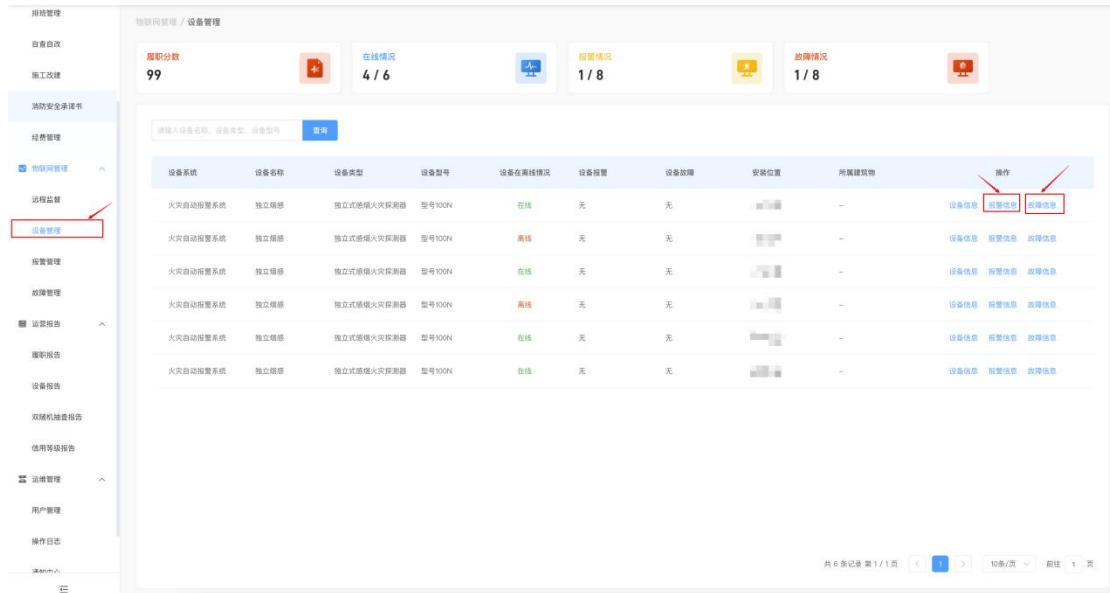 排班管理
自查自改
施工改建
消防安全承诺书
经费管理
物联网管理
远程监督
设备管理
报警管理
故障管理
运营报告
履职报告
设备报告
双随机抽查报告
信用等级报告
运维管理
用户管理
操作日志
通知中心
物联网管理 / 设备管理
履职分数 在线情况 报警情况 故障情况
99 4 / 6 1 / 8 1 / 8
请输入设备名称、设备类型、设备型号 查询
设备系统 设备名称 设备类型 设备型号 设备在离线情况 设备报警 设备故障 安装位置 所属建筑物 操作
火灾自动报警系统 独立烟感 独立式感烟火灾探测器 型号100N 在线 无 无 - 设备信息 报警信息 故障信息
火灾自动报警系统 独立烟感 独立式感烟火灾探测器 型号100N 离线 无 无 - 设备信息 报警信息 故障信息
火灾自动报警系统 独立烟感 独立式感烟火灾探测器 型号100N 在线 无 无 - 设备信息 报警信息 故障信息
火灾自动报警系统 独立烟感 独立式感烟火灾探测器 型号100N 离线 无 无 - 设备信息 报警信息 故障信息
火灾自动报警系统 独立烟感 独立式感烟火灾探测器 型号100N 在线 无 无 - 设备信息 报警信息 故障信息
火灾自动报警系统 独立烟感 独立式感烟火灾探测器 型号100N 在线 无 无 - 设备信息 报警信息 故障信息
共 6 条记录 第 1 / 1 页 1 10条/页 前往 1 页